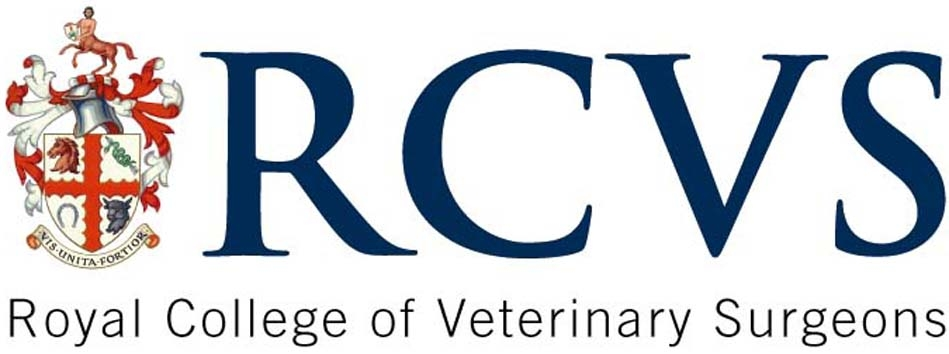 RCVS
VIS·UNITA·FORTIOR
Royal College of Veterinary Surgeons